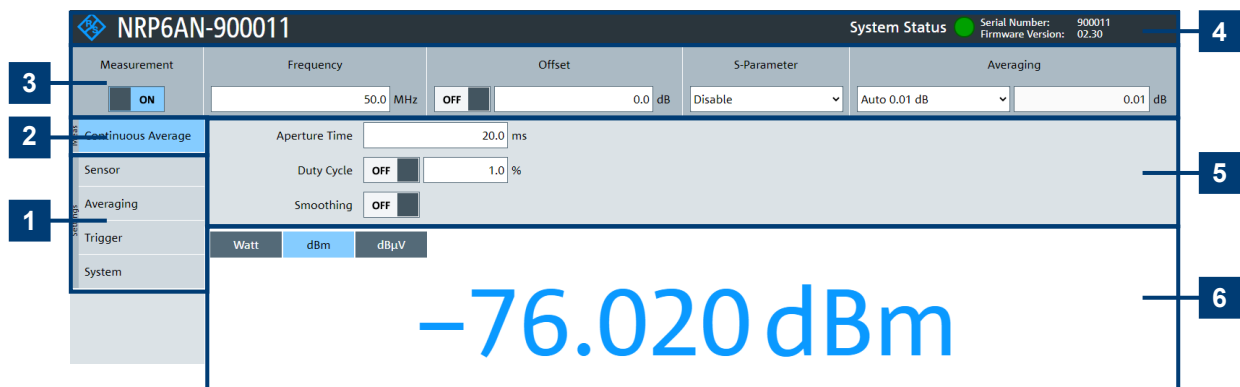 R&S NRP6AN-900011
System Status Serial Number: 900011
Firmware Version: 02.30
4
Measurement Frequency Offset S-Parameter Averaging
3
ON 50.0 MHz OFF 0.0 dB Disable Auto 0.01 dB 0.01 dB
2
Meas
Continuous Average
Aperture Time 20.0 ms
Sensor
Duty Cycle OFF 1.0 %
5
Settings
Averaging
Smoothing OFF
1
Trigger
Watt dBm dBµV
System
6
−76.020 dBm